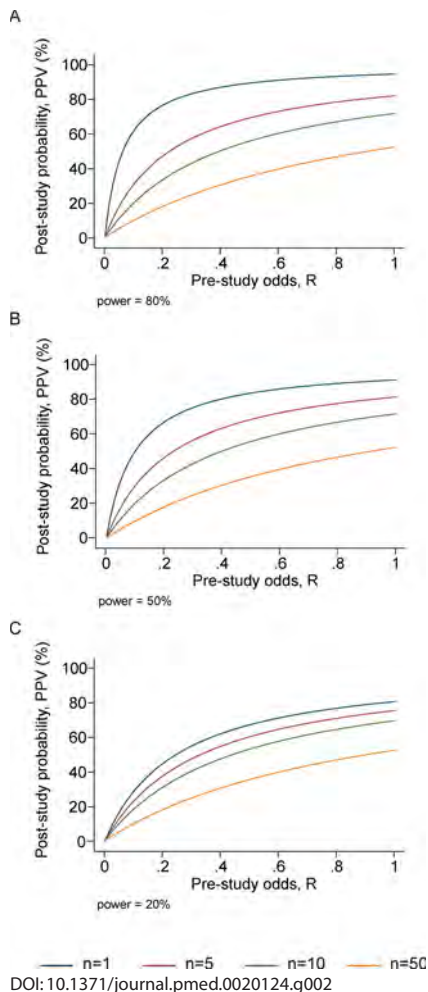 A
Post-study probability, PPV (%)
100
80
60
40
20
0
0 .2 .4 .6 .8 1
Pre-study odds, R
power = 80%
B
Post-study probability, PPV (%)
100
80
60
40
20
0
0 .2 .4 .6 .8 1
Pre-study odds, R
power = 50%
C
Post-study probability, PPV (%)
100
80
60
40
20
0
0 .2 .4 .6 .8 1
Pre-study odds, R
power = 20%
n=1 n=5 n=10 n=50
DOI: 10.1371/journal.pmed.0020124.g002